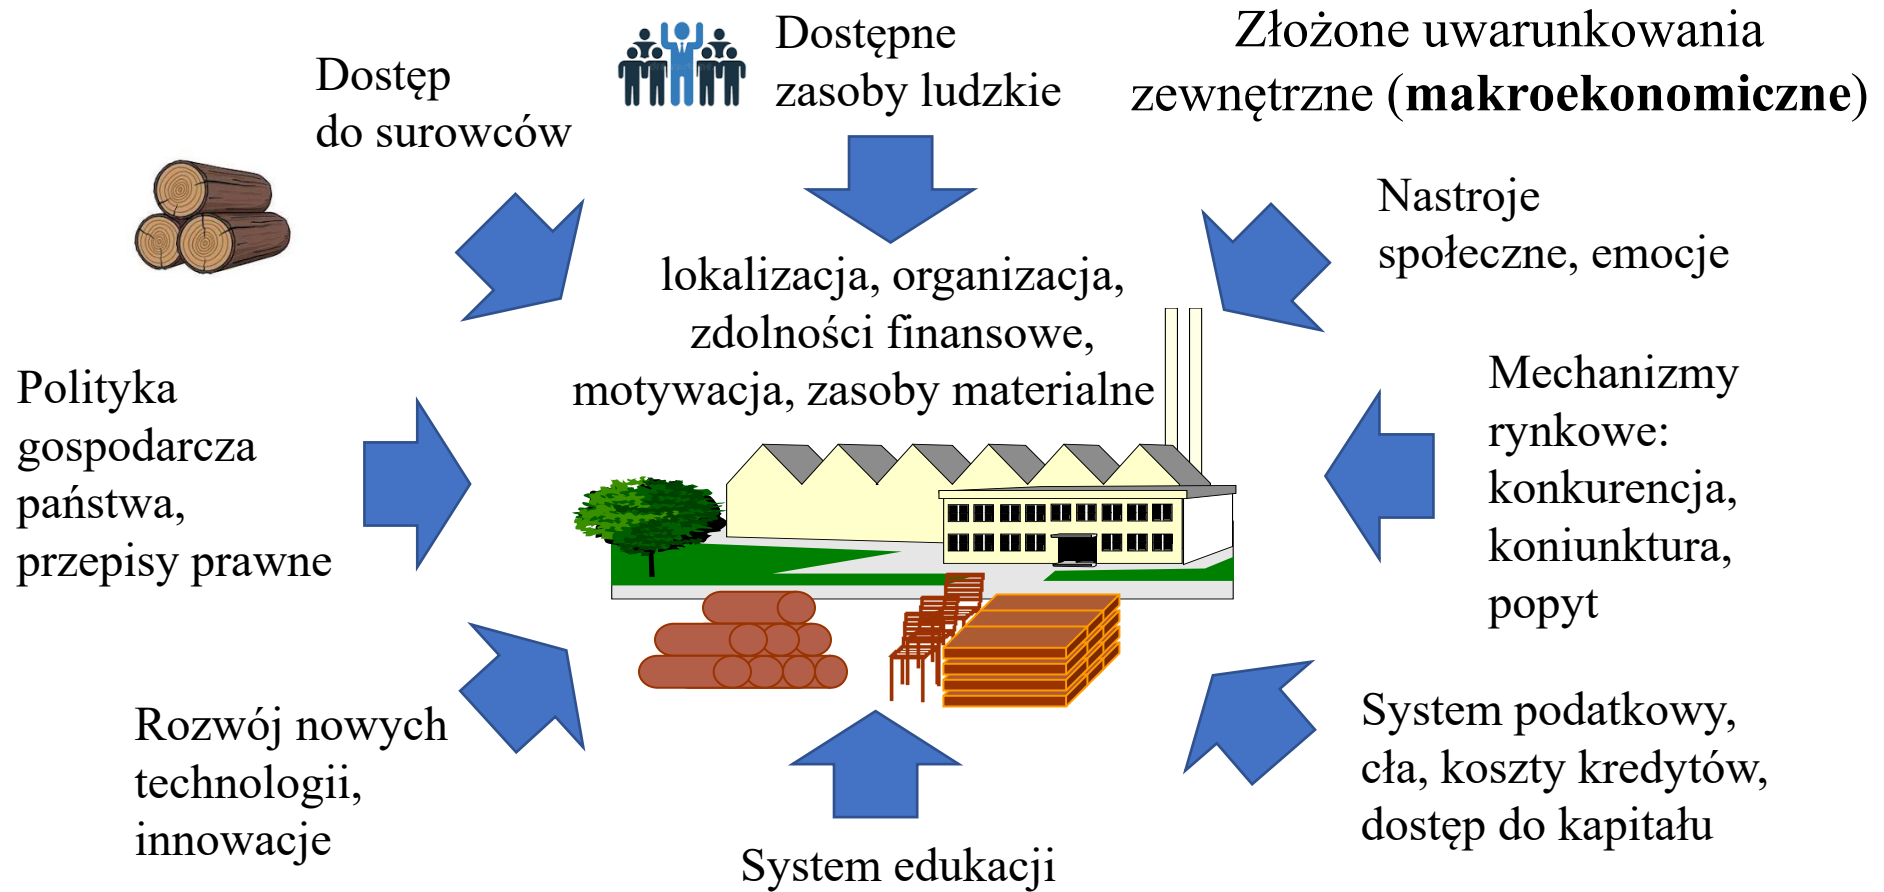 Złożone uwarunkowania
zewnętrzne (makroekonomiczne)
Dostęp
do surowców
Dostępne
zasoby ludzkie
Nastroje
społeczne, emocje
lokalizacja, organizacja,
zdolności finansowe,
motywacja, zasoby materialne
Polityka
gospodarcza
państwa,
przepisy prawne
Mechanizmy
rynkowe:
konkurencja,
koniunktura,
popyt
Rozwój nowych
technologii,
innowacje
System edukacji
System podatkowy,
cła, koszty kredytów,
dostęp do kapitału